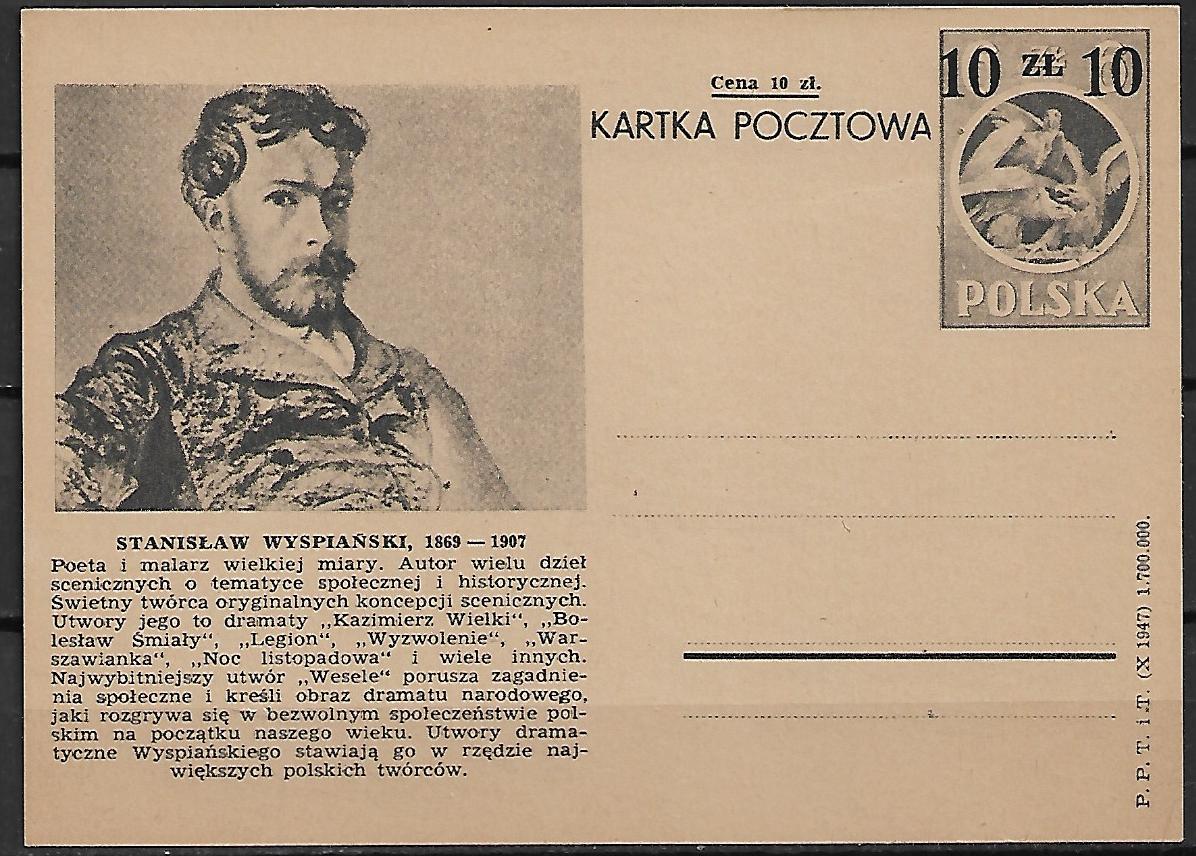 Cena 10 zł.
KARTKA POCZTOWA
10 ZŁ 10
POLSKA
STANISŁAW WYSPIAŃSKI, 1869 — 1907
Poeta i malarz wielkiej miary. Autor wielu dzieł
scenicznych o tematyce społecznej i historycznej.
Świetny twórca oryginalnych koncepcji scenicznych.
Utwory jego to dramaty „Kazimierz Wielki“, „Bo-
lesław Śmiały“, „Legion“, „Wyzwolenie“, „War-
szawianka“, „Noc listopadowa“ i wiele innych.
Najwybitniejszy utwór „Wesele“ porusza zagadnie-
nia społeczne i kreśli obraz dramatu narodowego,
jaki rozgrywa się w bezwolnym społeczeństwie pol-
skim na początku naszego wieku. Utwory drama-
tyczne Wyspiańskiego stawiają go w rzędzie naj-
większych polskich twórców.
P. P. T. i T. (X 1947) 1.700.000.